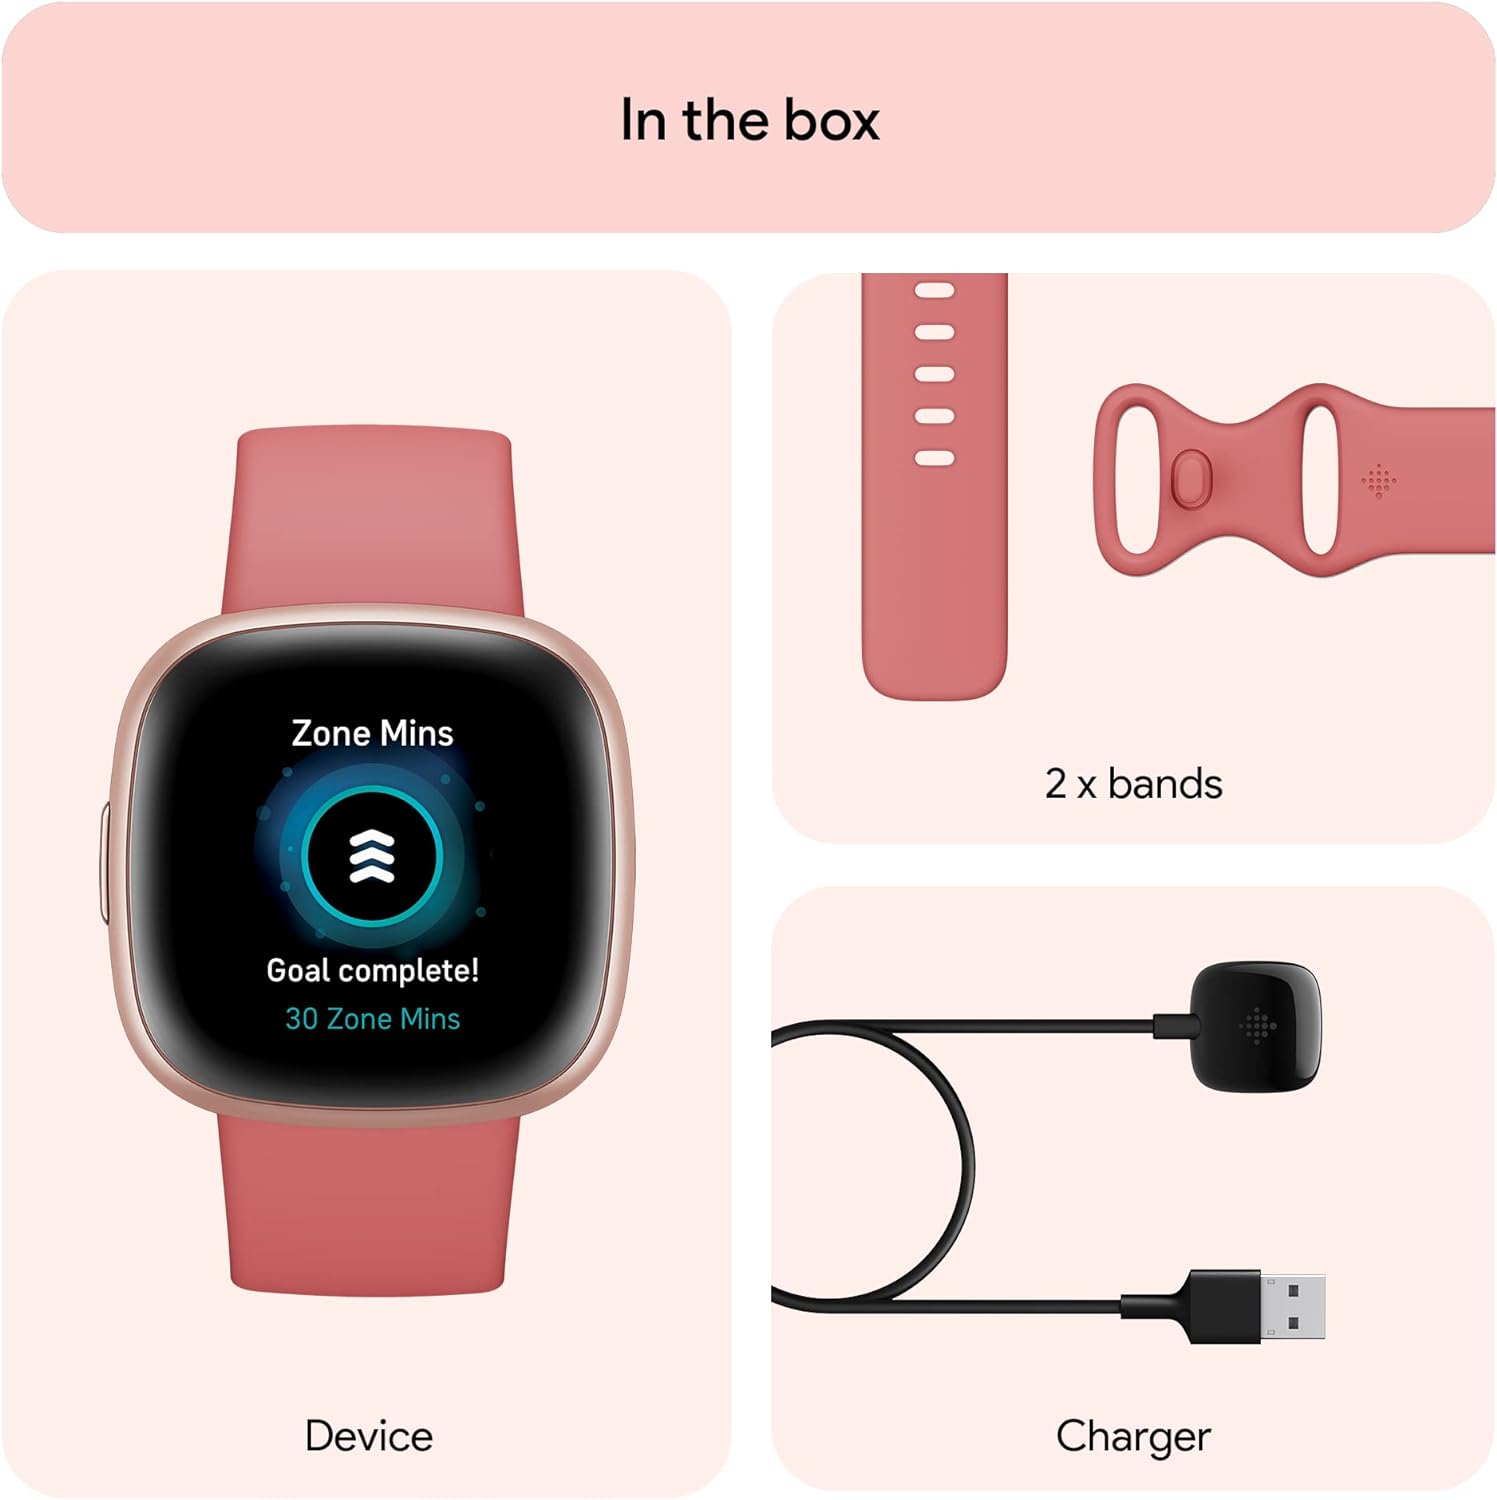 In the box
Zone Mins
Goal complete!
30 Zone Mins
Device
2 x bands
Charger